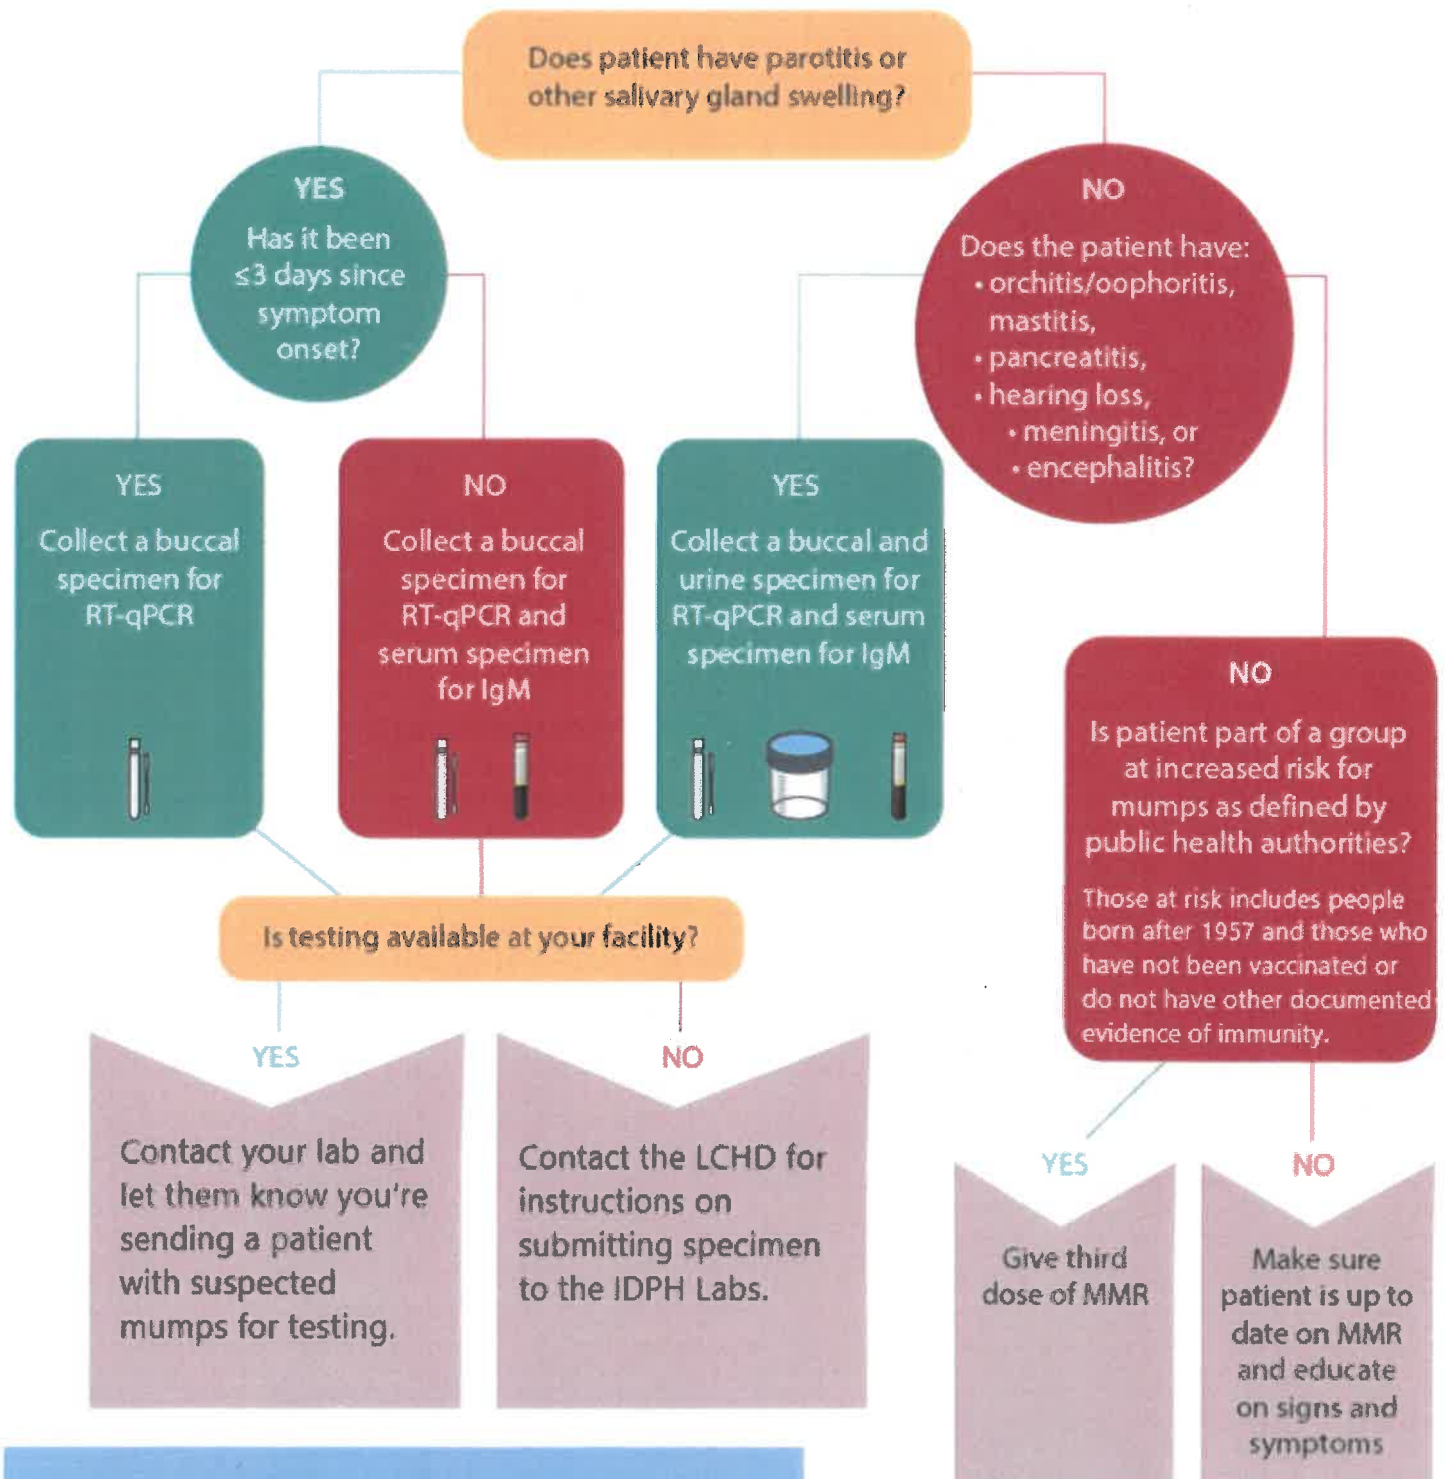 Does patient have parotitis or
other salivary gland swelling?
YES
Has it been
≤3 days since
symptom
onset?
NO
Does the patient have:
• orchitis/oophoritis,
mastitis,
• pancreatitis,
• hearing loss,
• meningitis, or
• encephalitis?
YES
Collect a buccal
specimen for
RT-qPCR
NO
Collect a buccal
specimen for
RT-qPCR and
serum specimen
for IgM
YES
Collect a buccal and
urine specimen for
RT-qPCR and serum
specimen for IgM
NO
Is patient part of a group
at increased risk for
mumps as defined by
public health authorities?
Those at risk includes people
born after 1957 and those who
have not been vaccinated or
do not have other documented
evidence of immunity.
Is testing available at your facility?
YES
Contact your lab and
let them know you're
sending a patient
with suspected
mumps for testing.
NO
Contact the LCHD for
instructions on
submitting specimen
to the IDPH Labs.
YES
Give third
dose of MMR
NO
Make sure
patient is up to
date on MMR
and educate
on signs and
symptoms